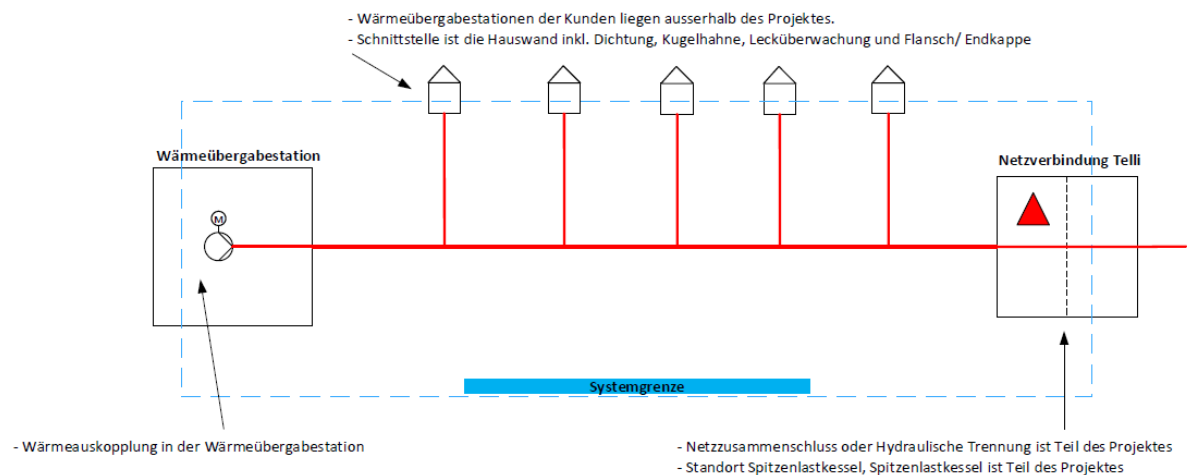 - Wärmeübergabestationen der Kunden liegen ausserhalb des Projektes.
- Schnittstelle ist die Hauswand inkl. Dichtung, Kugelhahne, Lecküberwachung und Flansch/ Endkappe
Wärmeübergabestation
Netzverbindung Telli
M
Systemgrenze
- Wärmeauskopplung in der Wärmeübergabestation
- Netzzusammenschluss oder Hydraulische Trennung ist Teil des Projektes
- Standort Spitzenlastkessel, Spitzenlastkessel ist Teil des Projektes